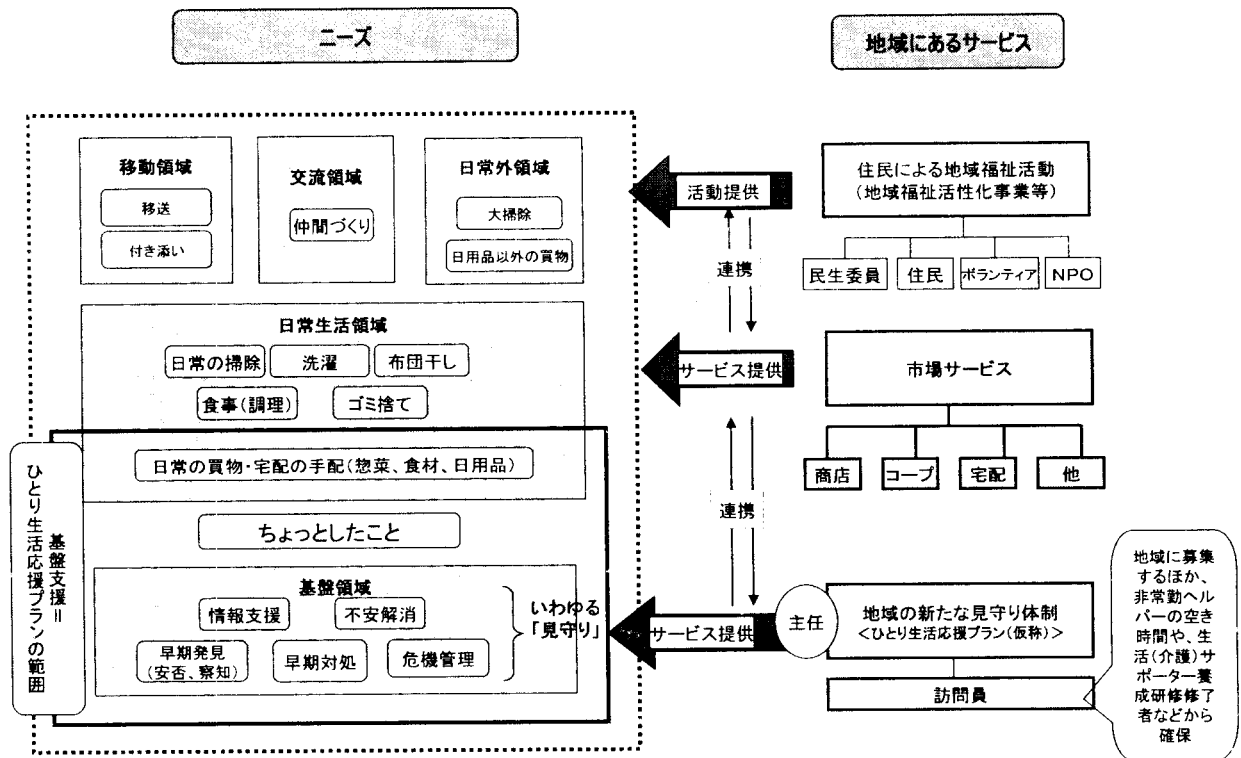 ニーズ
地域にあるサービス
移動領域
移送
付き添い
交流領域
仲間づくり
日常外領域
大掃除
日用品以外の買物
活動提供
住民による地域福祉活動
(地域福祉活性化事業等)
民生委員
住民
ボランティア
NPO
連携
日常生活領域
日常の掃除
洗濯
布団干し
食事(調理)
ゴミ捨て
サービス提供
市場サービス
商店
コープ
宅配
他
日常の買物・宅配の手配(惣菜、食材、日用品)
基盤支援=
ひとり生活応援プランの範囲
ちょっとしたこと
連携
基盤領域
情報支援
不安解消
早期発見
(安否、察知)
早期対処
危機管理
いわゆる
「見守り」
サービス提供
主任
地域の新たな見守り体制
<ひとり生活応援プラン(仮称)>
訪問員
地域に募集
するほか、
非常勤ヘル
パーの空き
時間や、生
活(介護)サ
ポーター養
成研修修了
者などから
確保